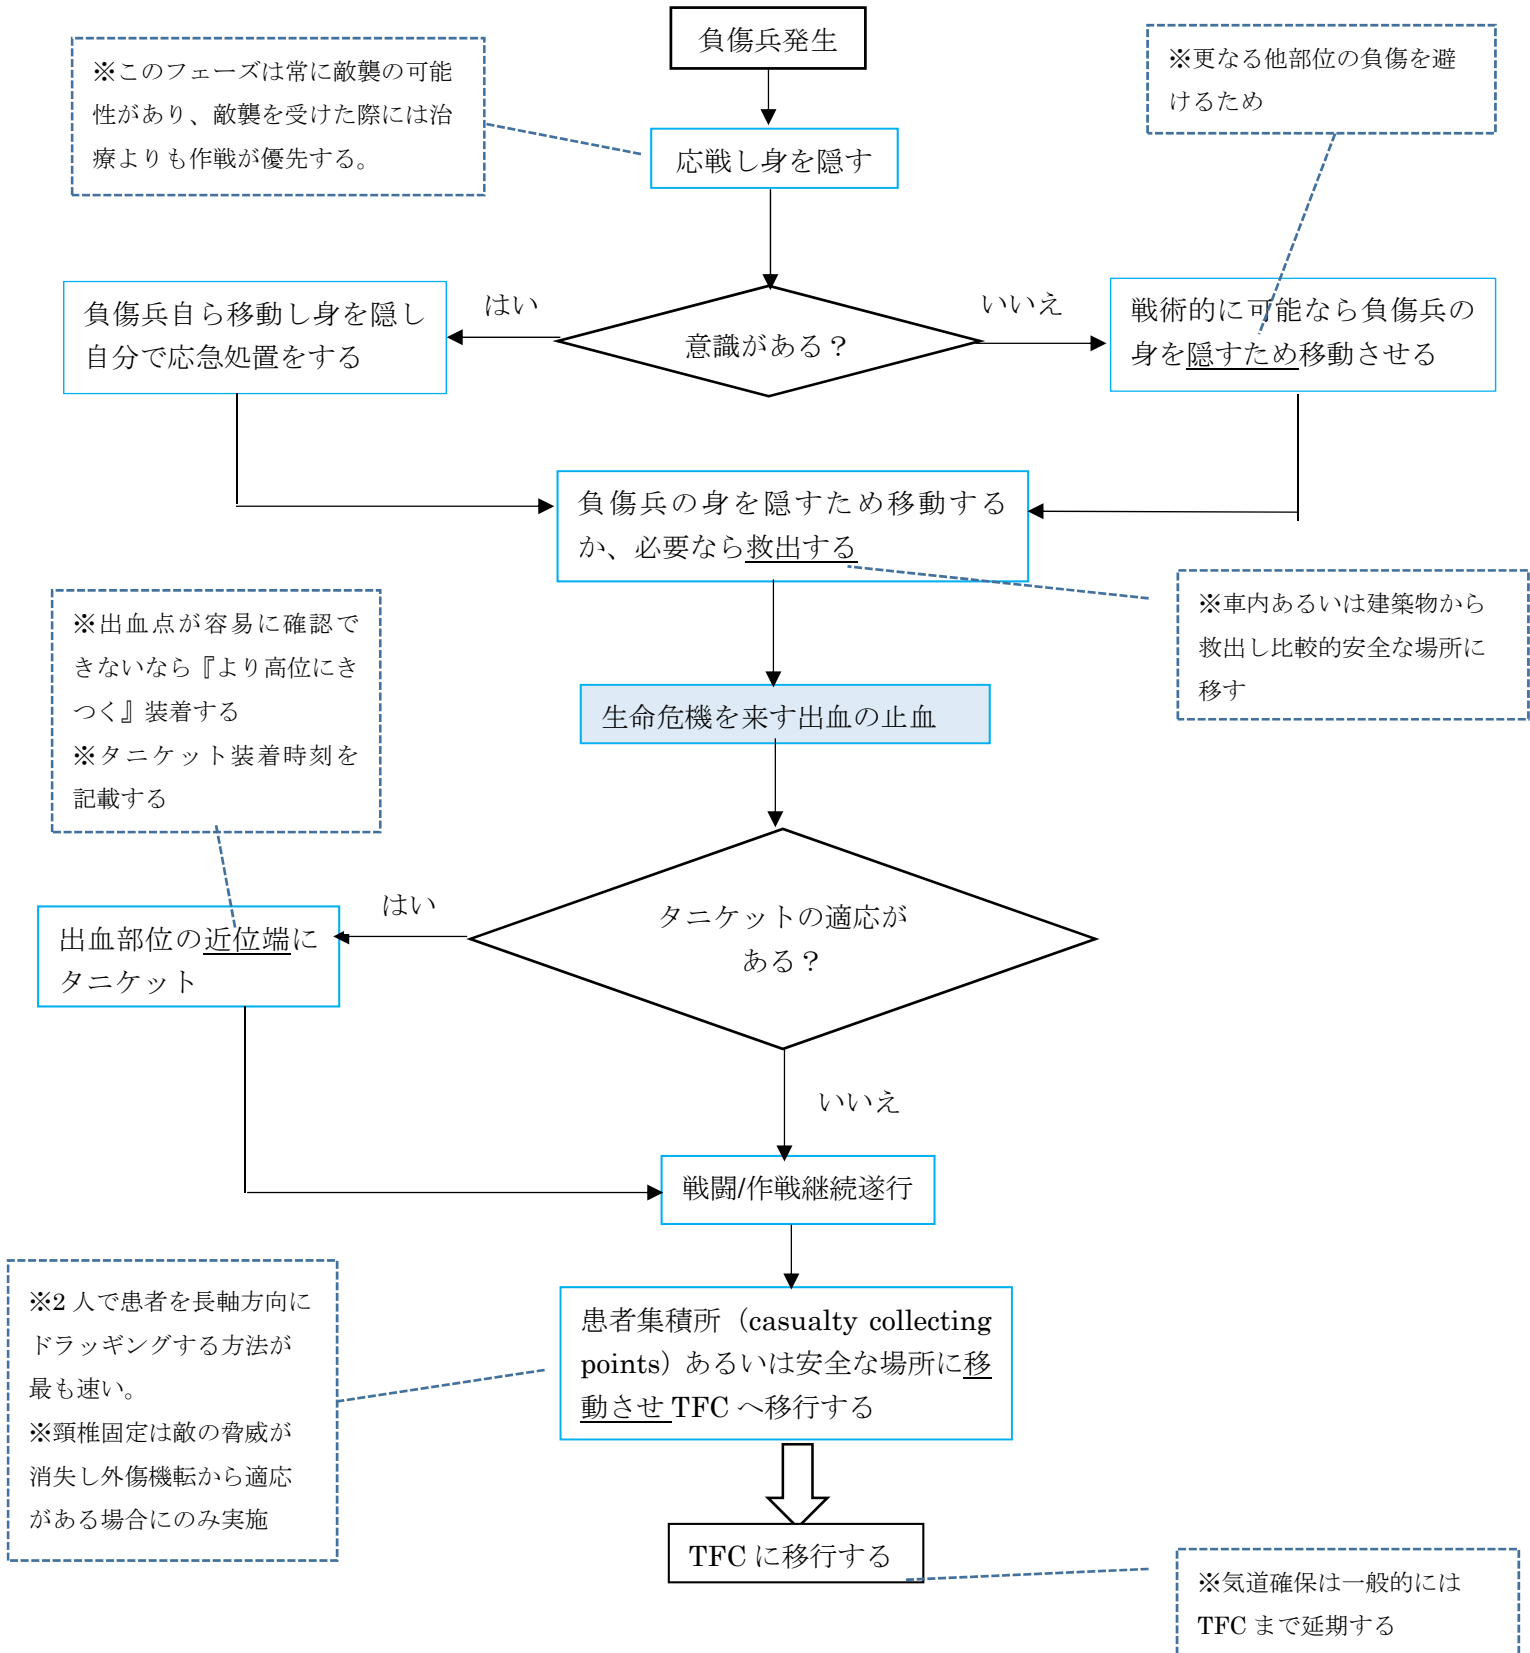 負傷兵発生
※このフェーズは常に敵襲の可能
性があり、敵襲を受けた際には治
療よりも作戦が優先する。
※更なる他部位の負傷を避
けるため
応戦し身を隠す
負傷兵自ら移動し身を隠し
自分で応急処置をする
はい
意識がある？
いいえ
戦術的に可能なら負傷兵の
身を隠すため移動させる
負傷兵の身を隠すため移動する
か、必要なら救出する
※車内あるいは建築物から
救出し比較的安全な場所に
移す
※出血点が容易に確認で
きないなら『より高位にき
つく』装着する
※タニケット装着時刻を
記載する
生命危機を来す出血の止血
はい
タニケットの適応が
ある？
出血部位の近位端に
タニケット
いいえ
戦闘/作戦継続遂行
※2 人で患者を長軸方向に
ドラッギングする方法が
最も速い。
※頸椎固定は敵の脅威が
消失し外傷機転から適応
がある場合にのみ実施
患者集積所（casualty collecting
points）あるいは安全な場所に移
動させ TFC へ移行する
TFC に移行する
※気道確保は一般的には
TFC まで延期する